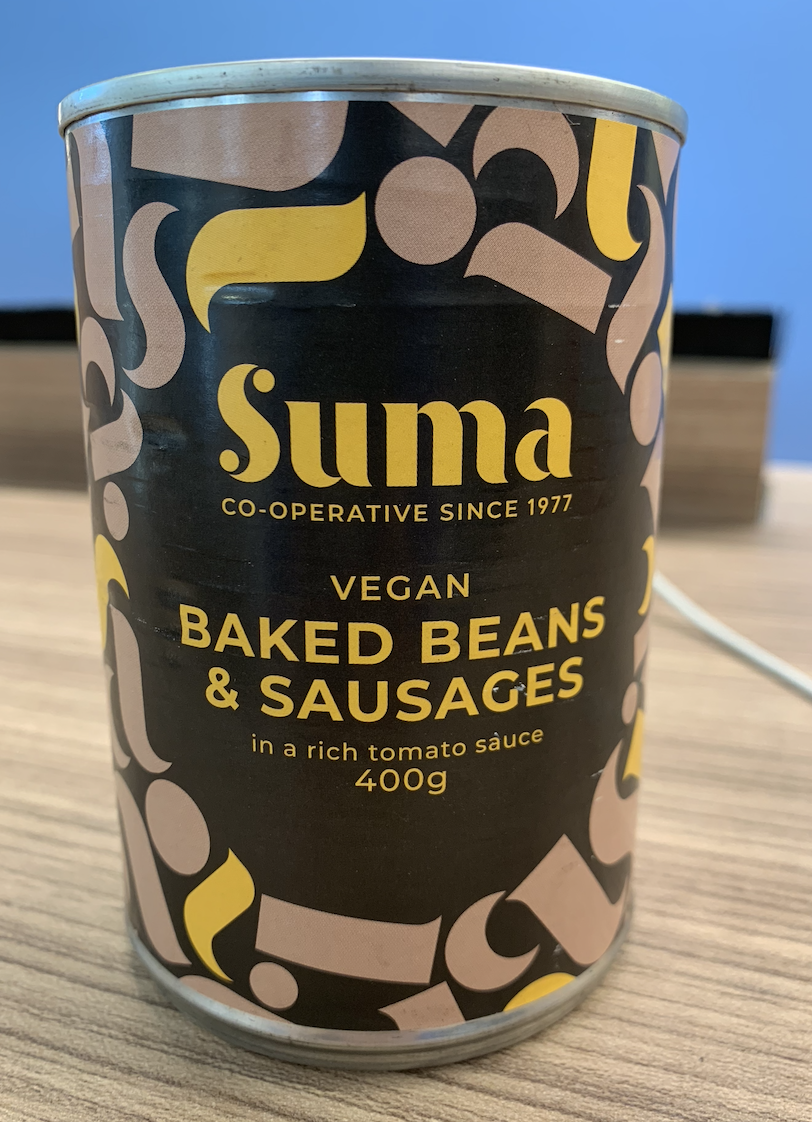 Suma
CO-OPERATIVE SINCE 1977
VEGAN
BAKED BEANS
& SAUSAGES
in a rich tomato sauce
400g